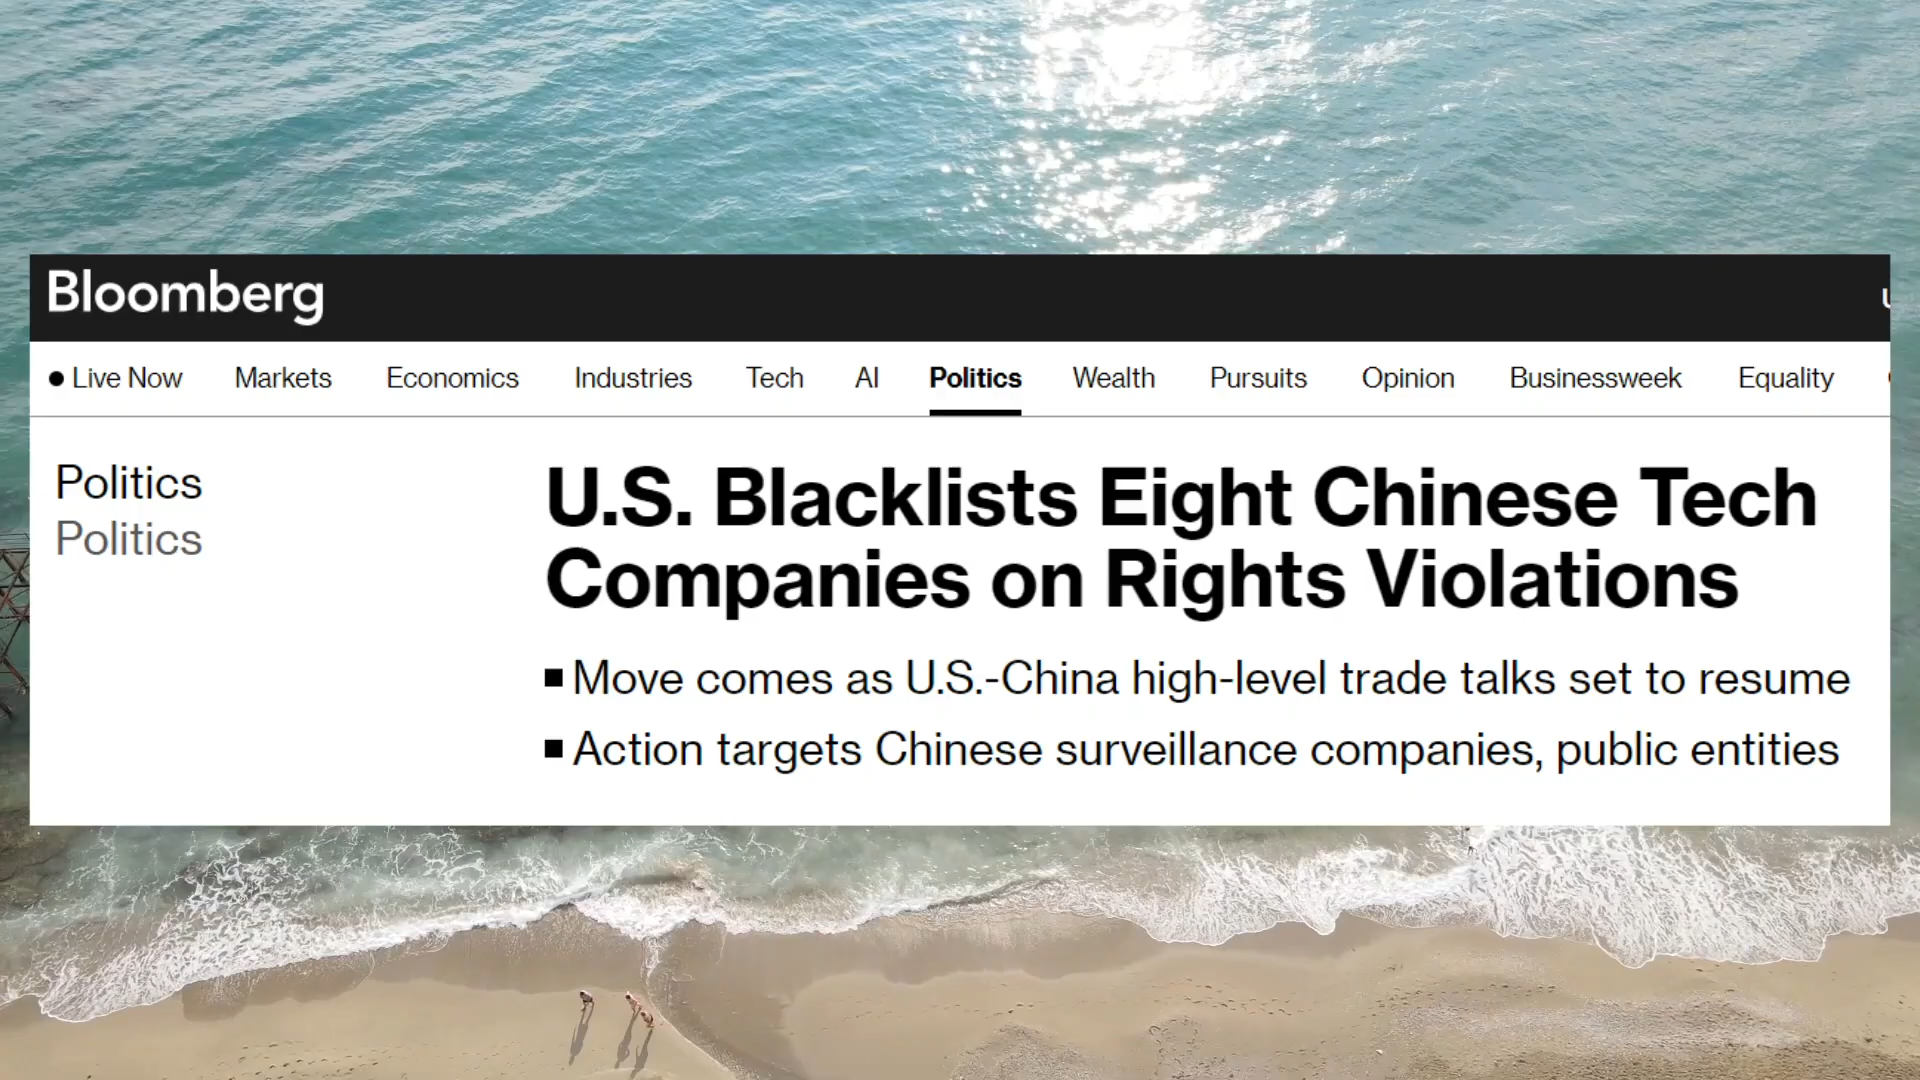 Bloomberg
Live Now Markets Economics Industries Tech AI Politics Wealth Pursuits Opinion Businessweek Equality
Politics
Politics
U.S. Blacklists Eight Chinese Tech
Companies on Rights Violations
Move comes as U.S.-China high-level trade talks set to resume
Action targets Chinese surveillance companies, public entities